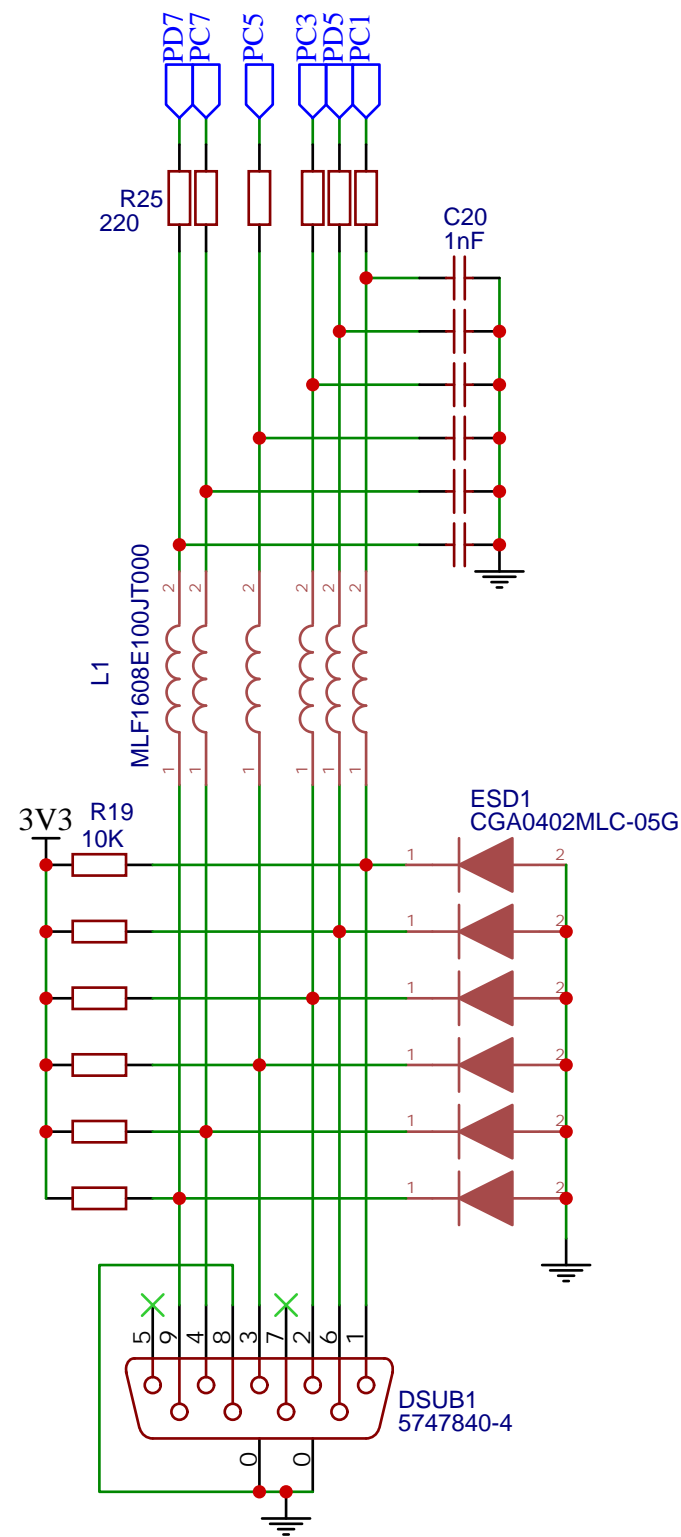 PD7
PC7
PC5
PC3
PD5
PC1
R25
220
C20
1nF
2 2 2 2 2 2
L1
MLF1608E100JT000
1 1 1 1 1 1
ESD1
CGA0402MLC-05G
3V3
R19
10K
1 2
1 2
1 2
1 2
1 2
1 2
5 9 4 8 3 7 2 6 1
DSUB1
5747840-4
0 0